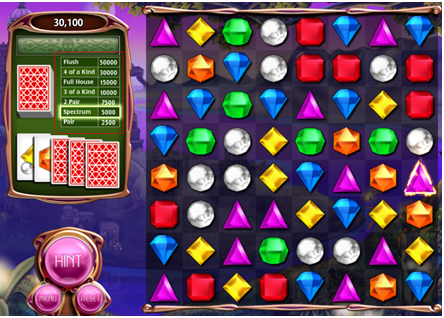 30,100
Flush 50000
4 of a Kind 30000
Full House 15000
3 of a Kind 10000
2 Pair 7500
Spectrum 5000
Pair 2500
HINT
MENU
RESET